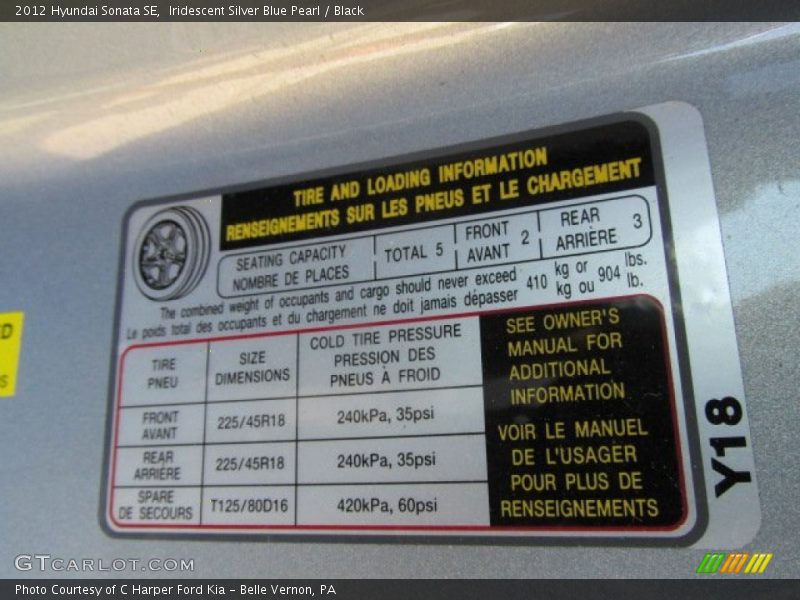 2012 Hyundai Sonata SE,  Iridescent Silver Blue Pearl / Black
TIRE AND LOADING INFORMATION
RENSEIGNEMENTS SUR LES PNEUS ET LE CHARGEMENT
SEATING CAPACITY
NOMBRE DE PLACES
TOTAL 5
FRONT
AVANT 2
REAR
ARRIÈRE 3
The combined weight of occupants and cargo should never exceed 410 kg or 904 lbs.
Le poids total des occupants et du chargement ne doit jamais dépasser 410 kg ou 904 lb.
TIRE
PNEU
SIZE
DIMENSIONS
COLD TIRE PRESSURE
PRESSION DES
PNEUS À FROID
FRONT
AVANT
225/45R18
240kPa, 35psi
REAR
ARRIÈRE
225/45R18
240kPa, 35psi
SPARE
DE SECOURS
T125/80D16
420kPa, 60psi
SEE OWNER'S
MANUAL FOR
ADDITIONAL
INFORMATION
VOIR LE MANUEL
DE L'USAGER
POUR PLUS DE
RENSEIGNEMENTS
Y18
GTCARLOT.COM
Photo Courtesy of C Harper Ford Kia - Belle Vernon, PA